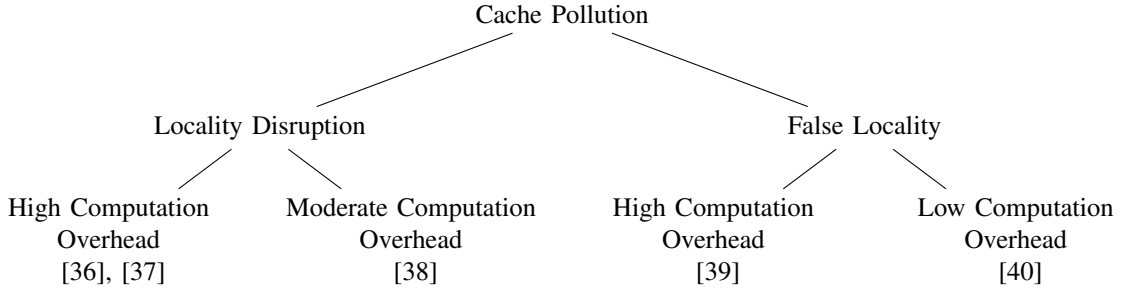 Cache Pollution
Locality Disruption
False Locality
High Computation
Overhead
[36], [37]
Moderate Computation
Overhead
[38]
High Computation
Overhead
[39]
Low Computation
Overhead
[40]